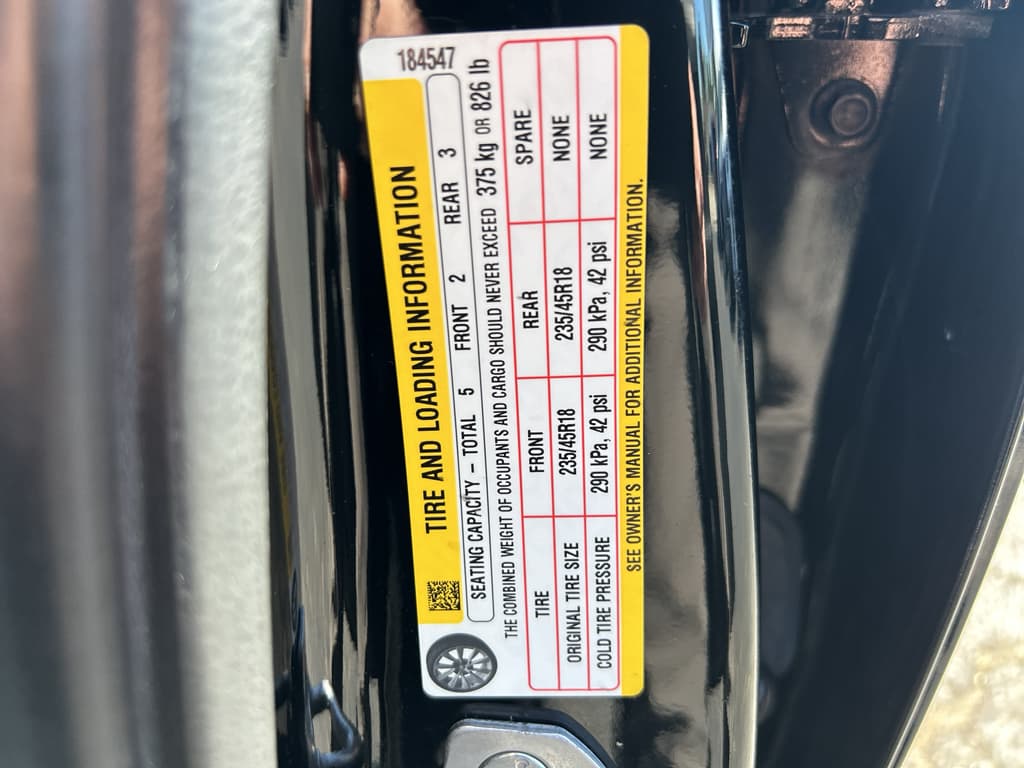 184547
TIRE AND LOADING INFORMATION
SEATING CAPACITY – TOTAL 5 FRONT 2 REAR 3
THE COMBINED WEIGHT OF OCCUPANTS AND CARGO SHOULD NEVER EXCEED 375 kg OR 826 lb
TIRE FRONT REAR SPARE
ORIGINAL TIRE SIZE 235/45R18 235/45R18 NONE
COLD TIRE PRESSURE 290 kPa, 42 psi 290 kPa, 42 psi NONE
SEE OWNER'S MANUAL FOR ADDITIONAL INFORMATION.